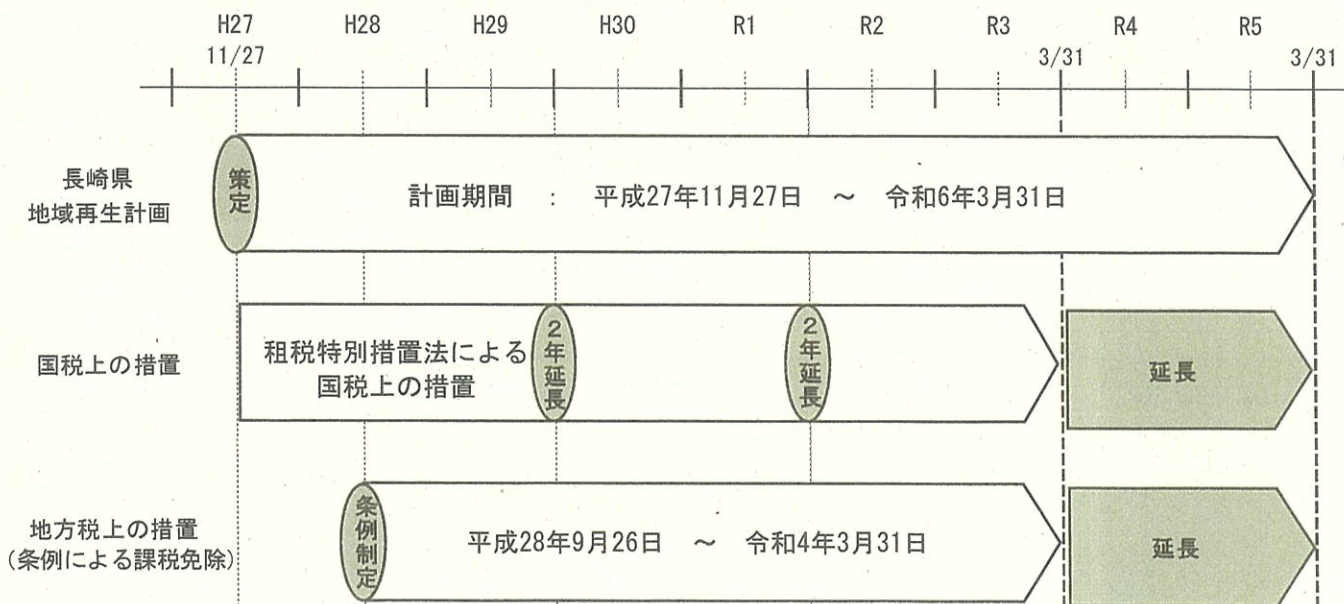 H27 H28 H29 H30 R1 R2 R3 R4 R5
11/27 3/31 3/31
長崎県
地域再生計画
策定
計画期間 : 平成27年11月27日 ～ 令和6年3月31日
国税上の措置
租税特別措置法による
国税上の措置
2年延長
2年延長
延長
地方税上の措置
(条例による課税免除)
条例制定
平成28年9月26日 ～ 令和4年3月31日
延長